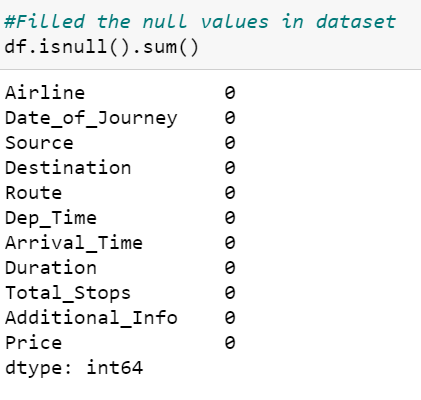 #Filled the null values in dataset
df.isnull().sum()
Airline 0
Date_of_Journey 0
Source 0
Destination 0
Route 0
Dep_Time 0
Arrival_Time 0
Duration 0
Total_Stops 0
Additional_Info 0
Price 0
dtype: int64